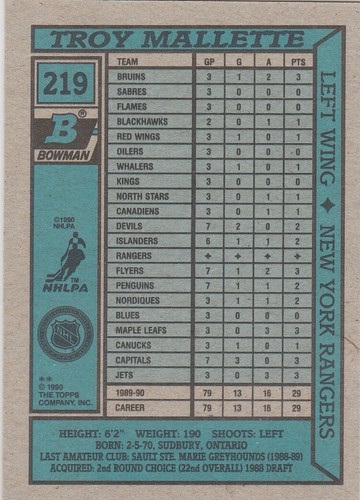 TROY MALLETTE
219
B®
BOWMAN
©1990
NHLPA
TM
NHLPA
NHL
**
© 1990
THE TOPPS
COMPANY, INC.
TEAM GP G A PTS
BRUINS 3 1 2 3
SABRES 3 0 0 0
FLAMES 3 0 0 0
BLACKHAWKS 2 0 1 1
RED WINGS 3 1 0 1
OILERS 3 0 0 0
WHALERS 3 1 0 1
KINGS 3 0 0 0
NORTH STARS 3 0 1 1
CANADIENS 3 0 1 1
DEVILS 7 2 0 2
ISLANDERS 6 1 1 2
RANGERS ✦ ✦ ✦ ✦
FLYERS 7 1 2 3
PENGUINS 7 1 1 2
NORDIQUES 3 1 1 2
BLUES 3 0 0 0
MAPLE LEAFS 3 0 3 3
CANUCKS 3 1 0 1
CAPITALS 7 3 0 3
JETS 3 0 3 3
1989-90 79 13 16 29
CAREER 79 13 16 29
LEFT WING ✦ NEW YORK RANGERS
HEIGHT: 6'2" WEIGHT: 190 SHOOTS: LEFT
BORN: 2-5-70, SUDBURY, ONTARIO
LAST AMATEUR CLUB: SAULT STE. MARIE GREYHOUNDS (1988-89)
ACQUIRED: 2nd ROUND CHOICE (22nd OVERALL) 1988 DRAFT